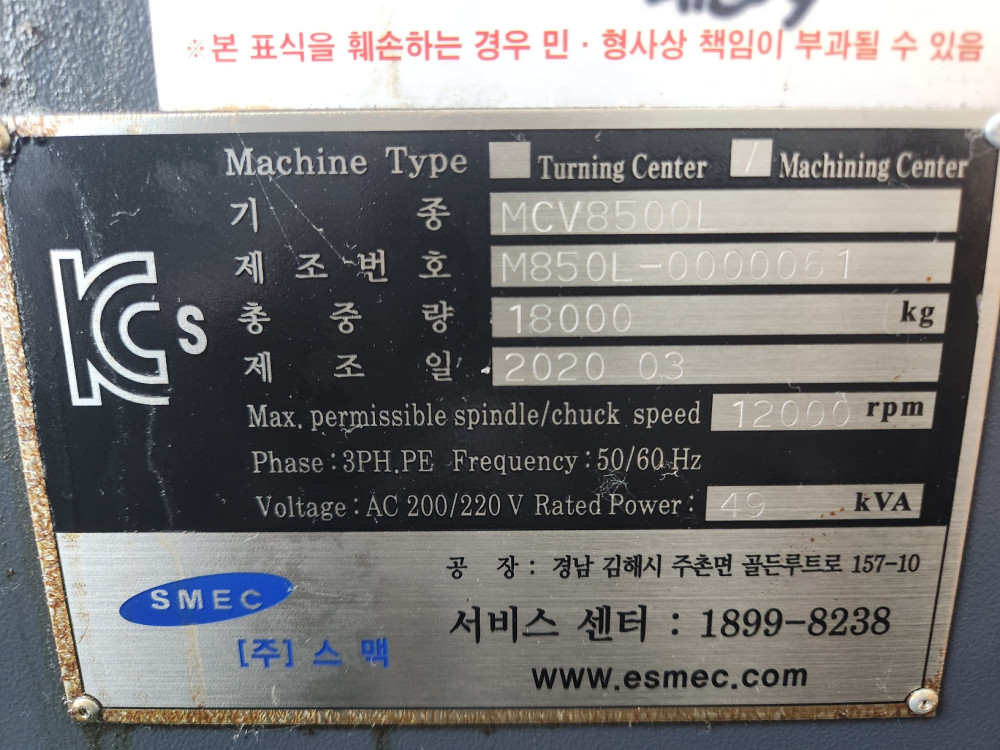 ※본 표식을 훼손하는 경우 민·형사상 책임이 부과될 수 있음
Machine Type Turning Center / Machining Center
기 종 MCV8500L
제 조 번 호 M850L-0000061
총 중 량 18000 kg
제 조 일 2020 03
Max. permissible spindle/chuck speed 12000 rpm
Phase : 3PH.PE Frequency : 50/60 Hz
Voltage : AC 200/220 V Rated Power : 49 kVA
KCs
공 장 : 경남 김해시 주촌면 골든루트로 157-10
SMEC
서비스 센터 : 1899-8238
[주] 스 맥
www.esmec.com